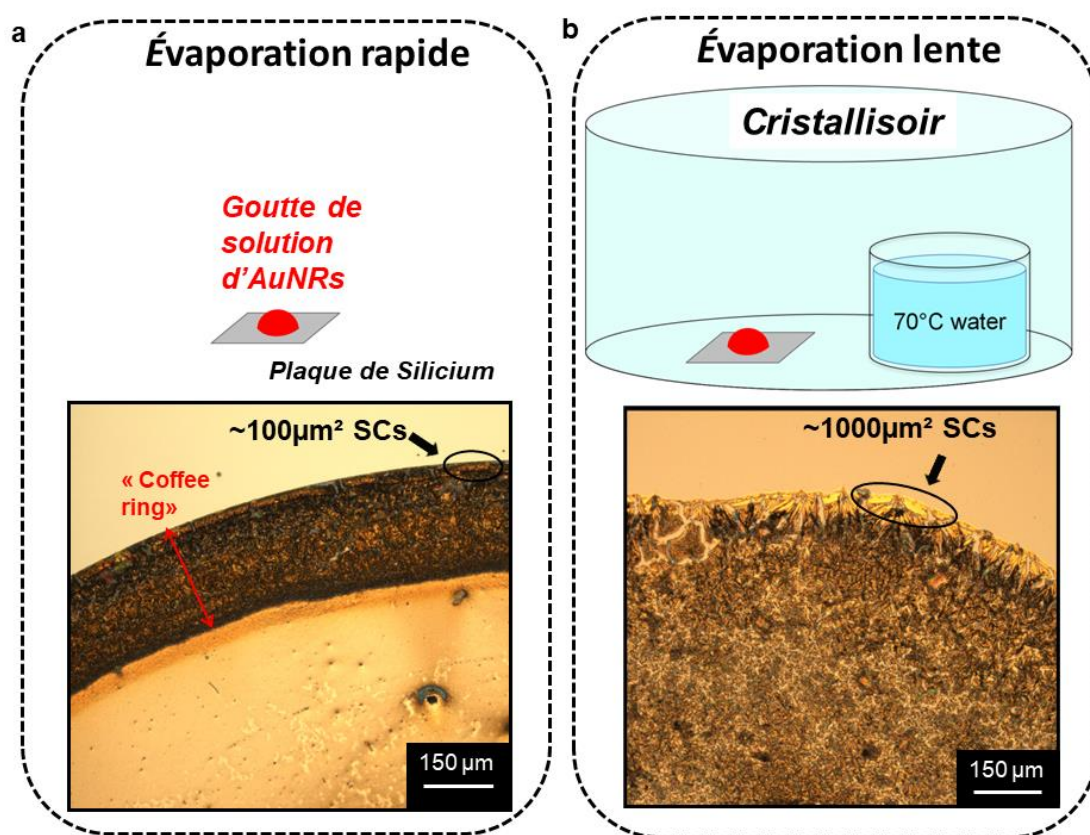 a
Évaporation rapide
Goutte de
solution
d'AuNRs
Plaque de Silicium
~100µm² SCs
« Coffee
ring»
150 µm
b
Évaporation lente
Cristallisoir
70°C water
~1000µm² SCs
150 µm